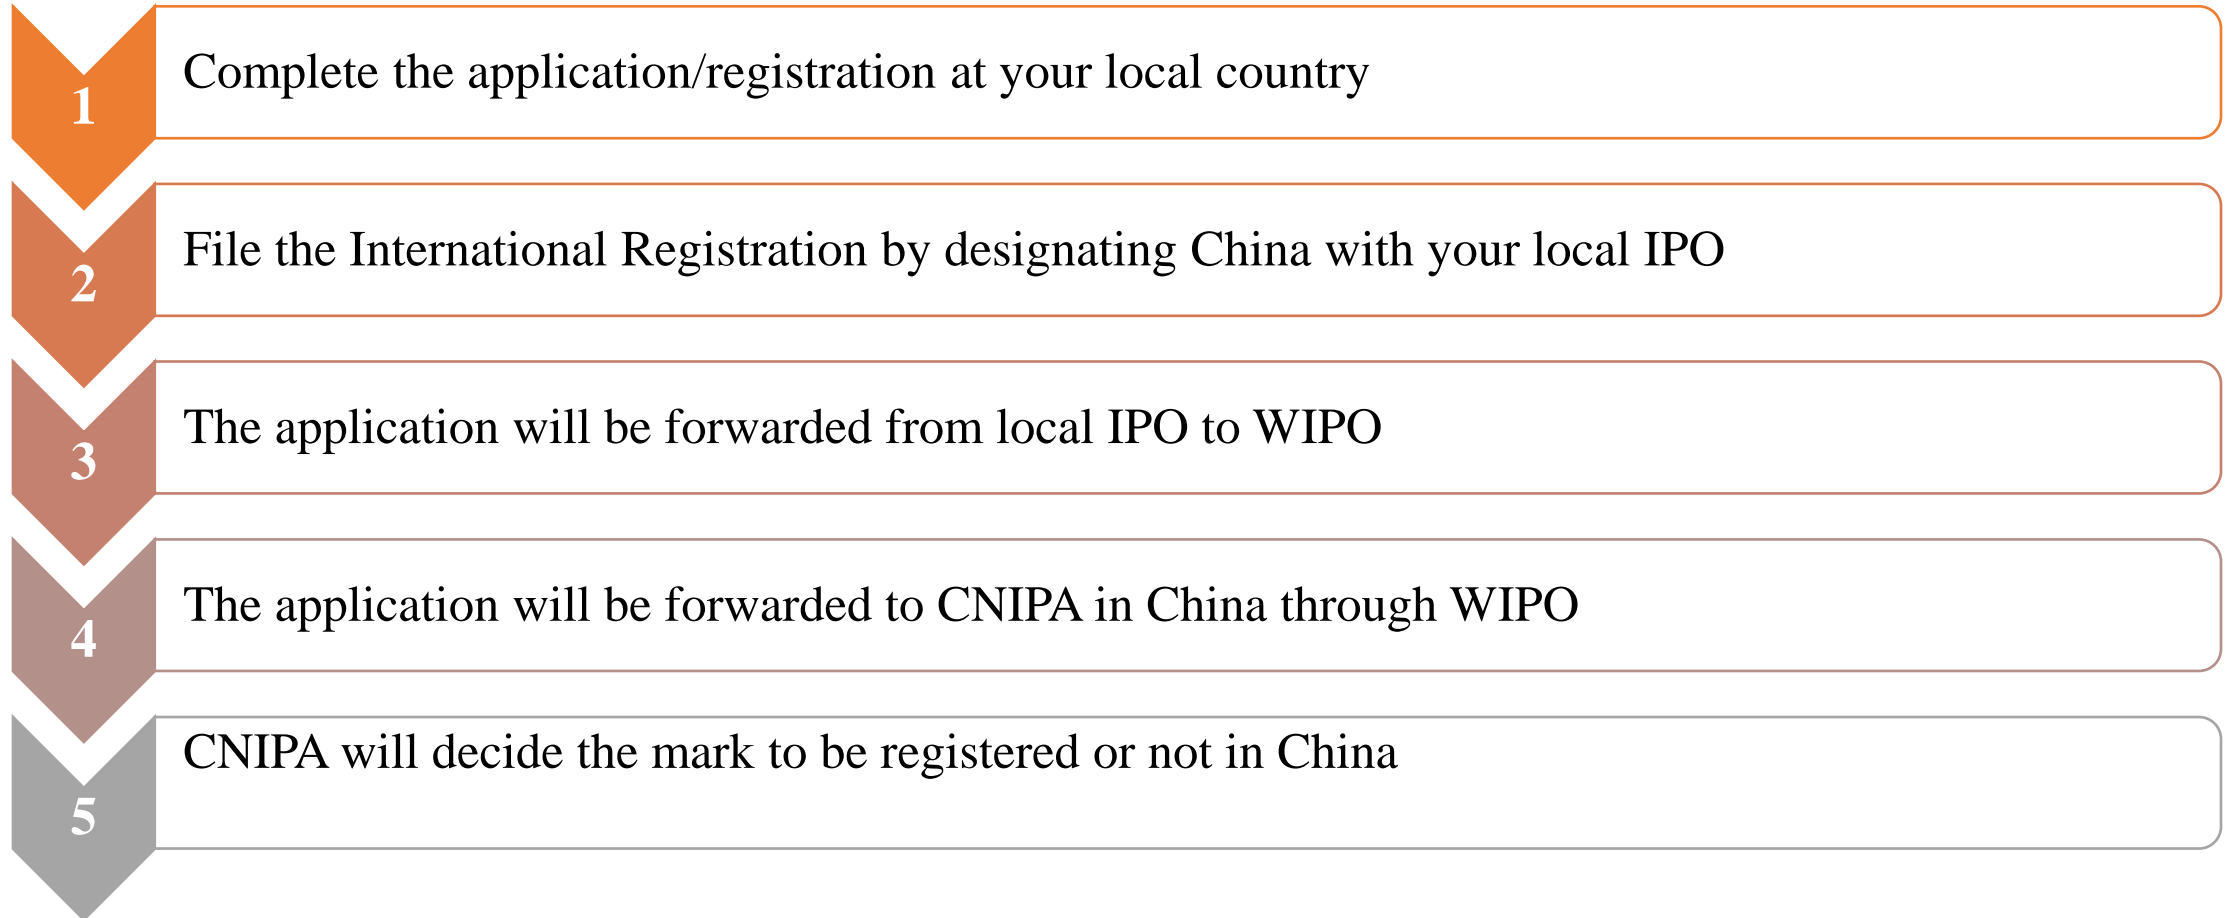 1
Complete the application/registration at your local country
2
File the International Registration by designating China with your local IPO
3
The application will be forwarded from local IPO to WIPO
4
The application will be forwarded to CNIPA in China through WIPO
5
CNIPA will decide the mark to be registered or not in China